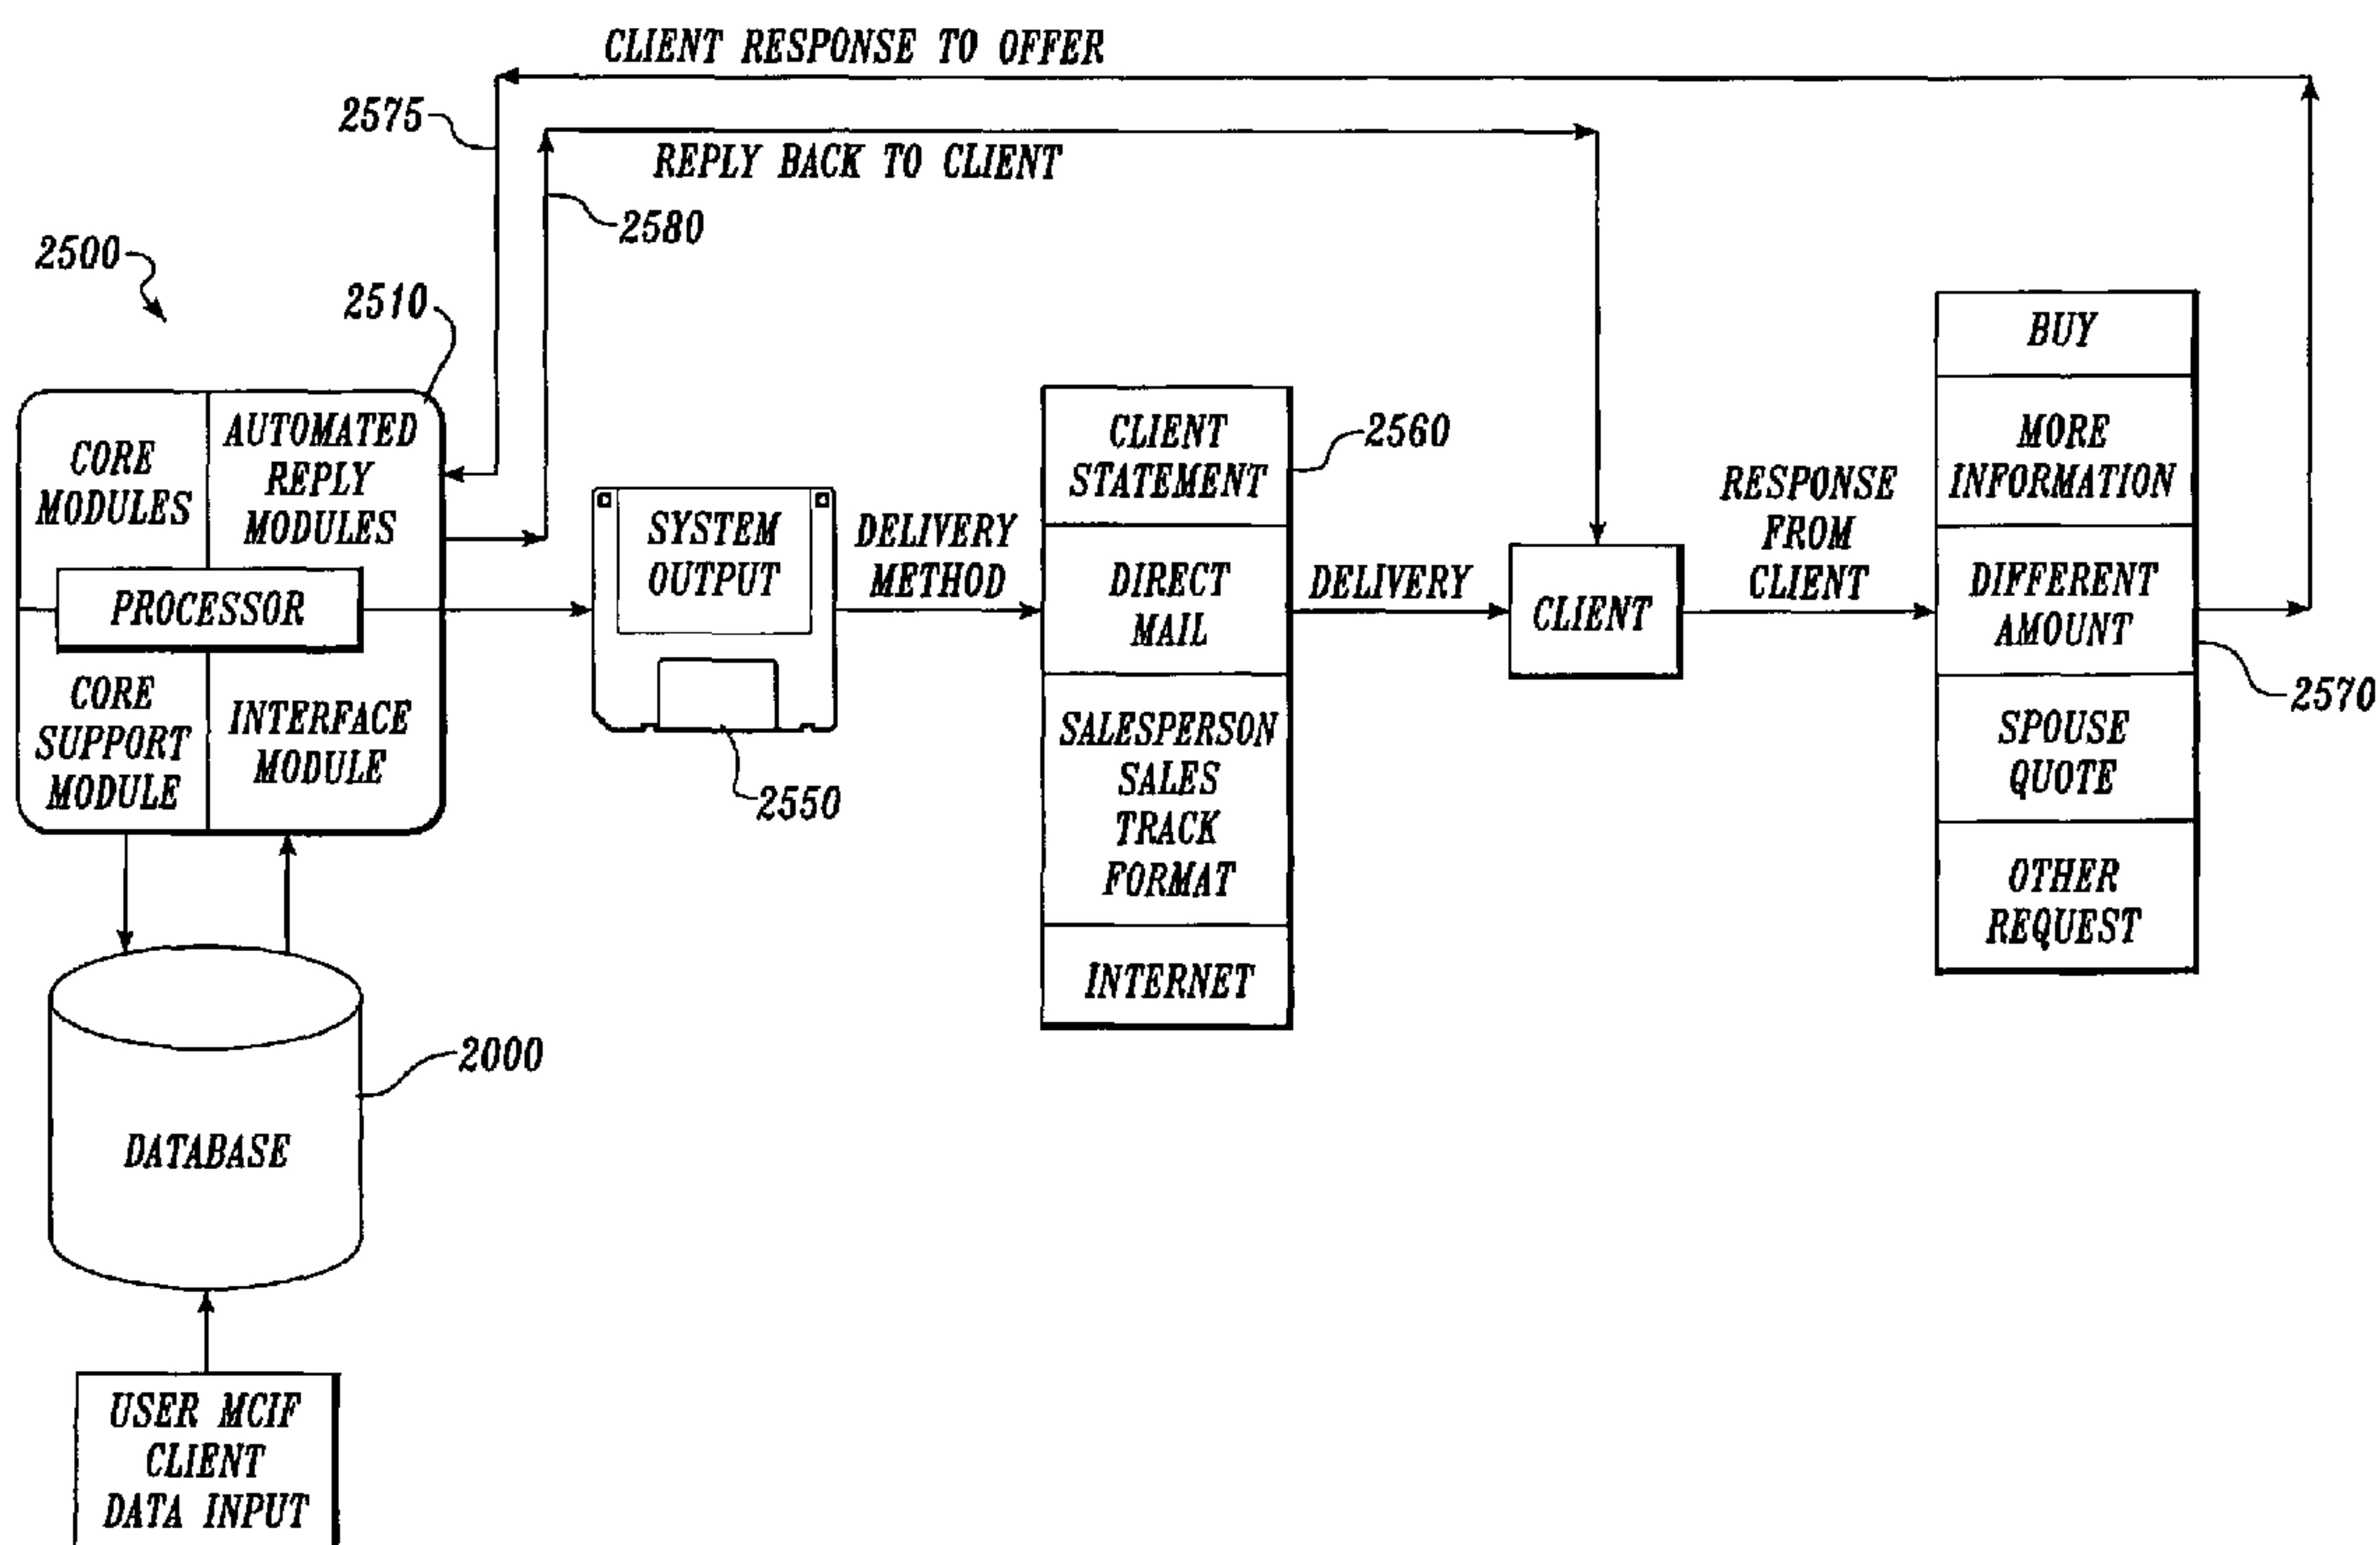 CLIENT RESPONSE TO OFFER
2575
REPLY BACK TO CLIENT
2580
2500
2510
CORE
MODULES
AUTOMATED
REPLY
MODULES
PROCESSOR
CORE
SUPPORT
MODULE
INTERFACE
MODULE
SYSTEM
OUTPUT
2550
DELIVERY
METHOD
CLIENT
STATEMENT
2560
DIRECT
MAIL
SALESPERSON
SALES
TRACK
FORMAT
INTERNET
DELIVERY
CLIENT
RESPONSE
FROM
CLIENT
BUY
MORE
INFORMATION
DIFFERENT
AMOUNT
2570
SPOUSE
QUOTE
OTHER
REQUEST
2000
DATABASE
USER MCIF
CLIENT
DATA INPUT